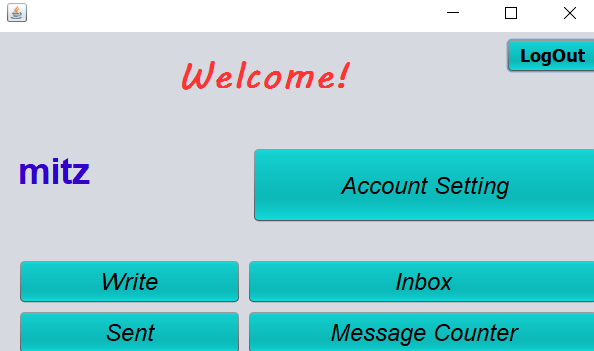 LogOut
Welcome!
mitz
Account Setting
Write
Inbox
Sent
Message Counter